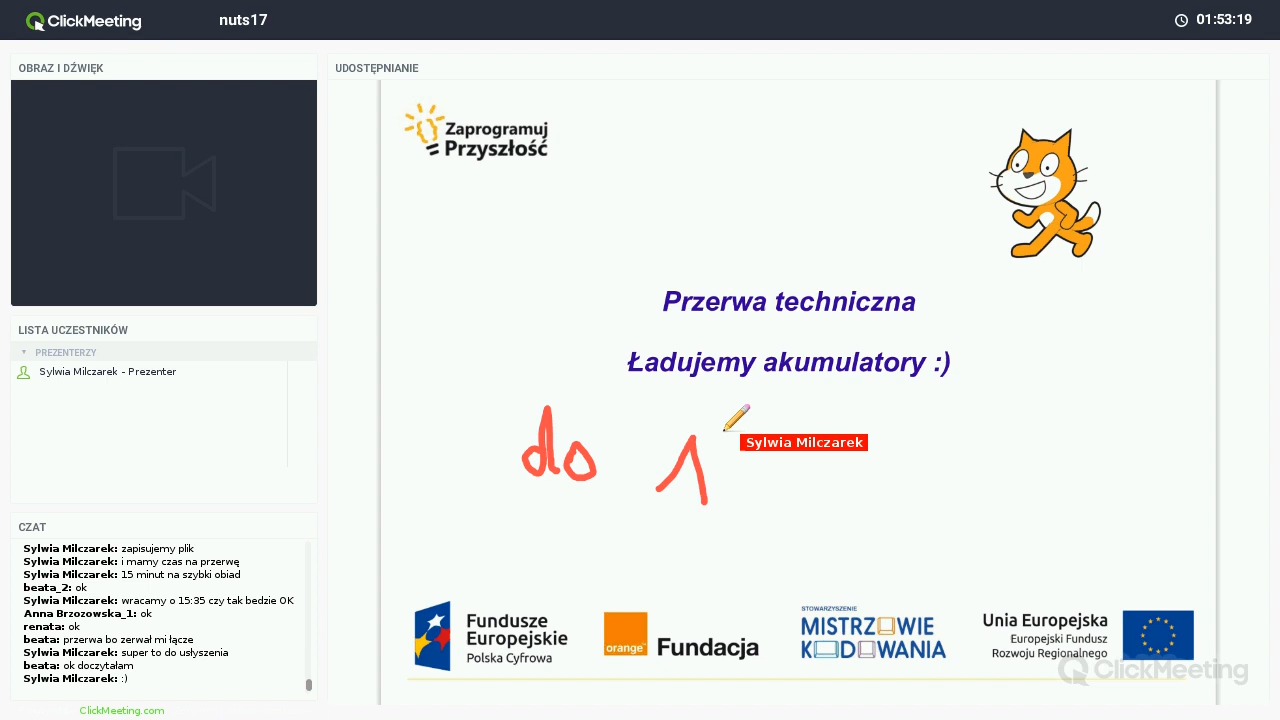 ClickMeeting
nuts17
01:53:19
OBRAZ I DŹWIĘK
UDOSTĘPNIANIE
Zaprogramuj
Przyszłość
Przerwa techniczna
Ładujemy akumulatory :)
do 1
Sylwia Milczarek
LISTA UCZESTNIKÓW
PREZENTERZY
Sylwia Milczarek - Prezenter
CZAT
Sylwia Milczarek: zapisujemy plik
Sylwia Milczarek: i mamy czas na przerwę
Sylwia Milczarek: 15 minut na szybki obiad
beata_2: ok
Sylwia Milczarek: wracamy o 15:35 czy tak bedzie OK
Anna Brzozowska_1: ok
renata: ok
beata: przerwa bo zerwał mi łącze
Sylwia Milczarek: super to do usłyszenia
beata: ok doczytałam
Sylwia Milczarek: :)
ClickMeeting.com
Fundusze
Europejskie
Polska Cyfrowa
orange
Fundacja
STOWARZYSZENIE
MISTRZOWIE
KODOWANIA
Unia Europejska
Europejski Fundusz
Rozwoju Regionalnego
ClickMeeting